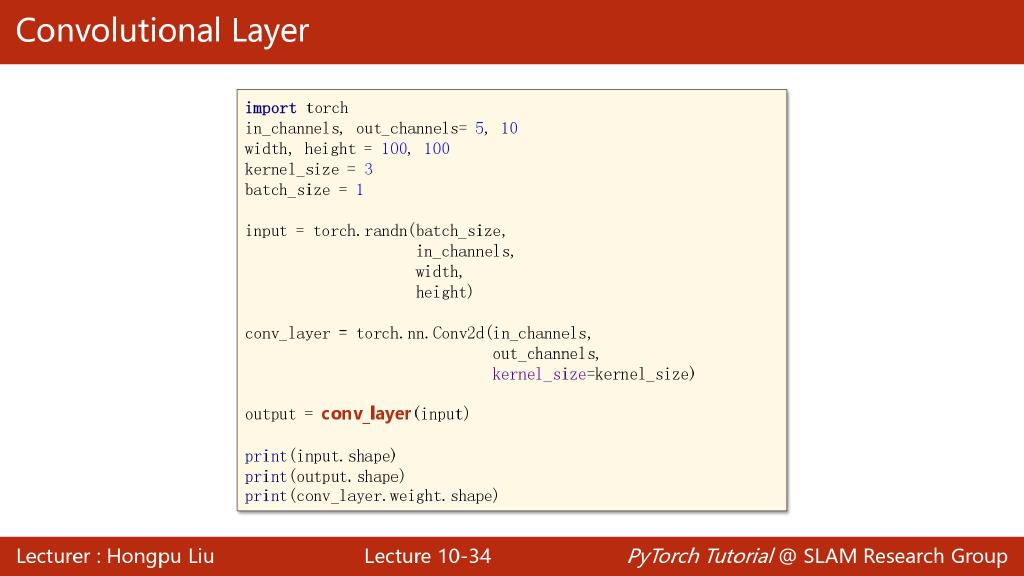 Convolutional Layer
import torch
in_channels, out_channels= 5, 10
width, height = 100, 100
kernel_size = 3
batch_size = 1
input = torch.randn(batch_size,
in_channels,
width,
height)
conv_layer = torch.nn.Conv2d(in_channels,
out_channels,
kernel_size=kernel_size)
output = conv_layer(input)
print(input.shape)
print(output.shape)
print(conv_layer.weight.shape)
Lecturer : Hongpu Liu Lecture 10-34 PyTorch Tutorial @ SLAM Research Group